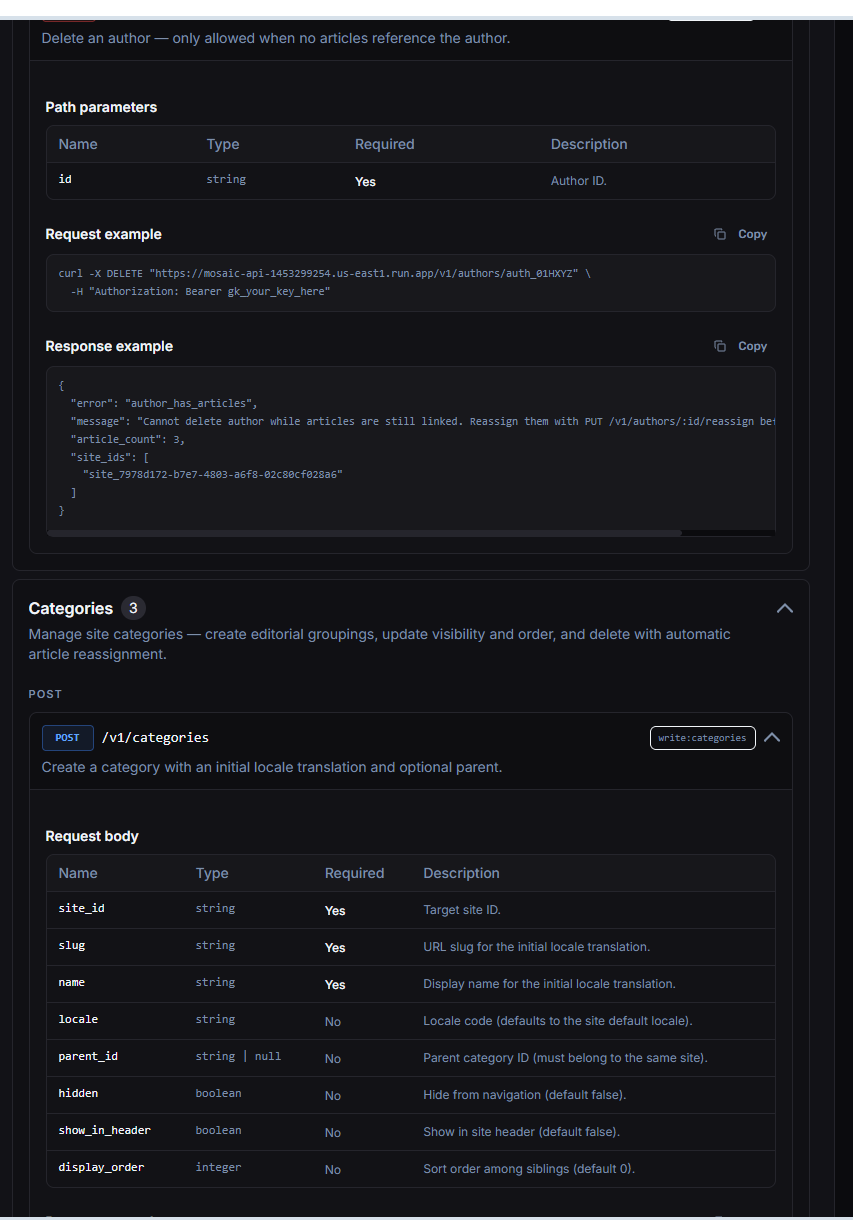 Delete an author — only allowed when no articles reference the author.
Path parameters
Name Type Required Description
id string Yes Author ID.
Request example Copy
curl -X DELETE "https://mosaic-api-1453299254.us-east1.run.app/v1/authors/auth_01HXYZ" \
-H "Authorization: Bearer gk_your_key_here"
Response example Copy
{
"error": "author_has_articles",
"message": "Cannot delete author while articles are still linked. Reassign them with PUT /v1/authors/:id/reassign
"article_count": 3,
"site_ids": [
"site_7978d172-b7e7-4803-a6f8-02c80cf028a6"
]
}
Categories 3
Manage site categories — create editorial groupings, update visibility and order, and delete with automatic
article reassignment.
POST
POST /v1/categories write:categories
Create a category with an initial locale translation and optional parent.
Request body
Name Type Required Description
site_id string Yes Target site ID.
slug string Yes URL slug for the initial locale translation.
name string Yes Display name for the initial locale translation.
locale string No Locale code (defaults to the site default locale).
parent_id string | null No Parent category ID (must belong to the same site).
hidden boolean No Hide from navigation (default false).
show_in_header boolean No Show in site header (default false).
display_order integer No Sort order among siblings (default 0).